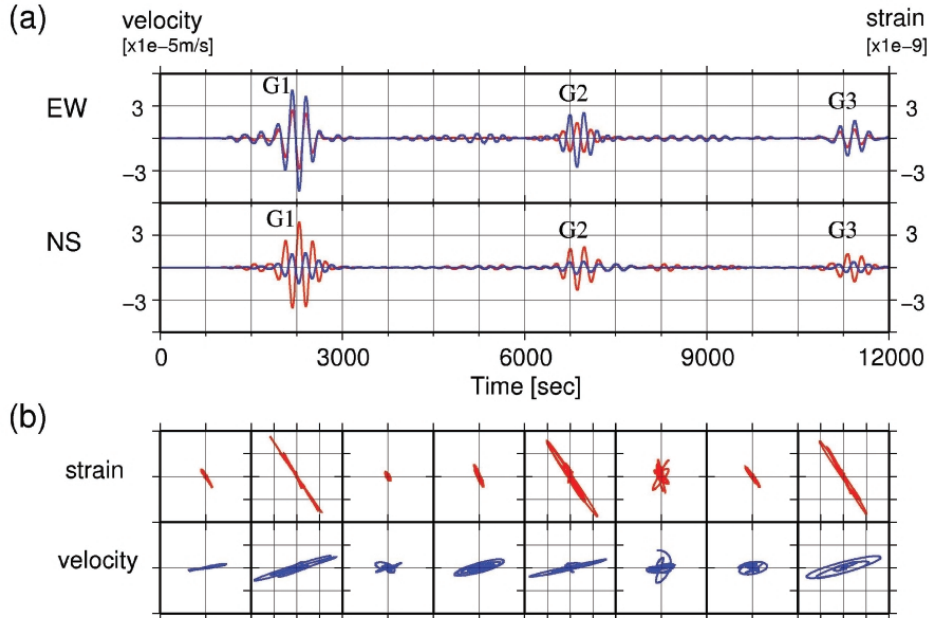 (a) velocity strain
[x1e−5m/s] [x1e−9]
EW 3 G1 G2 G3 3
−3 −3
NS 3 G1 G2 G3 3
−3 −3
0 3000 6000 9000 12000
Time [sec]
(b)
strain
velocity